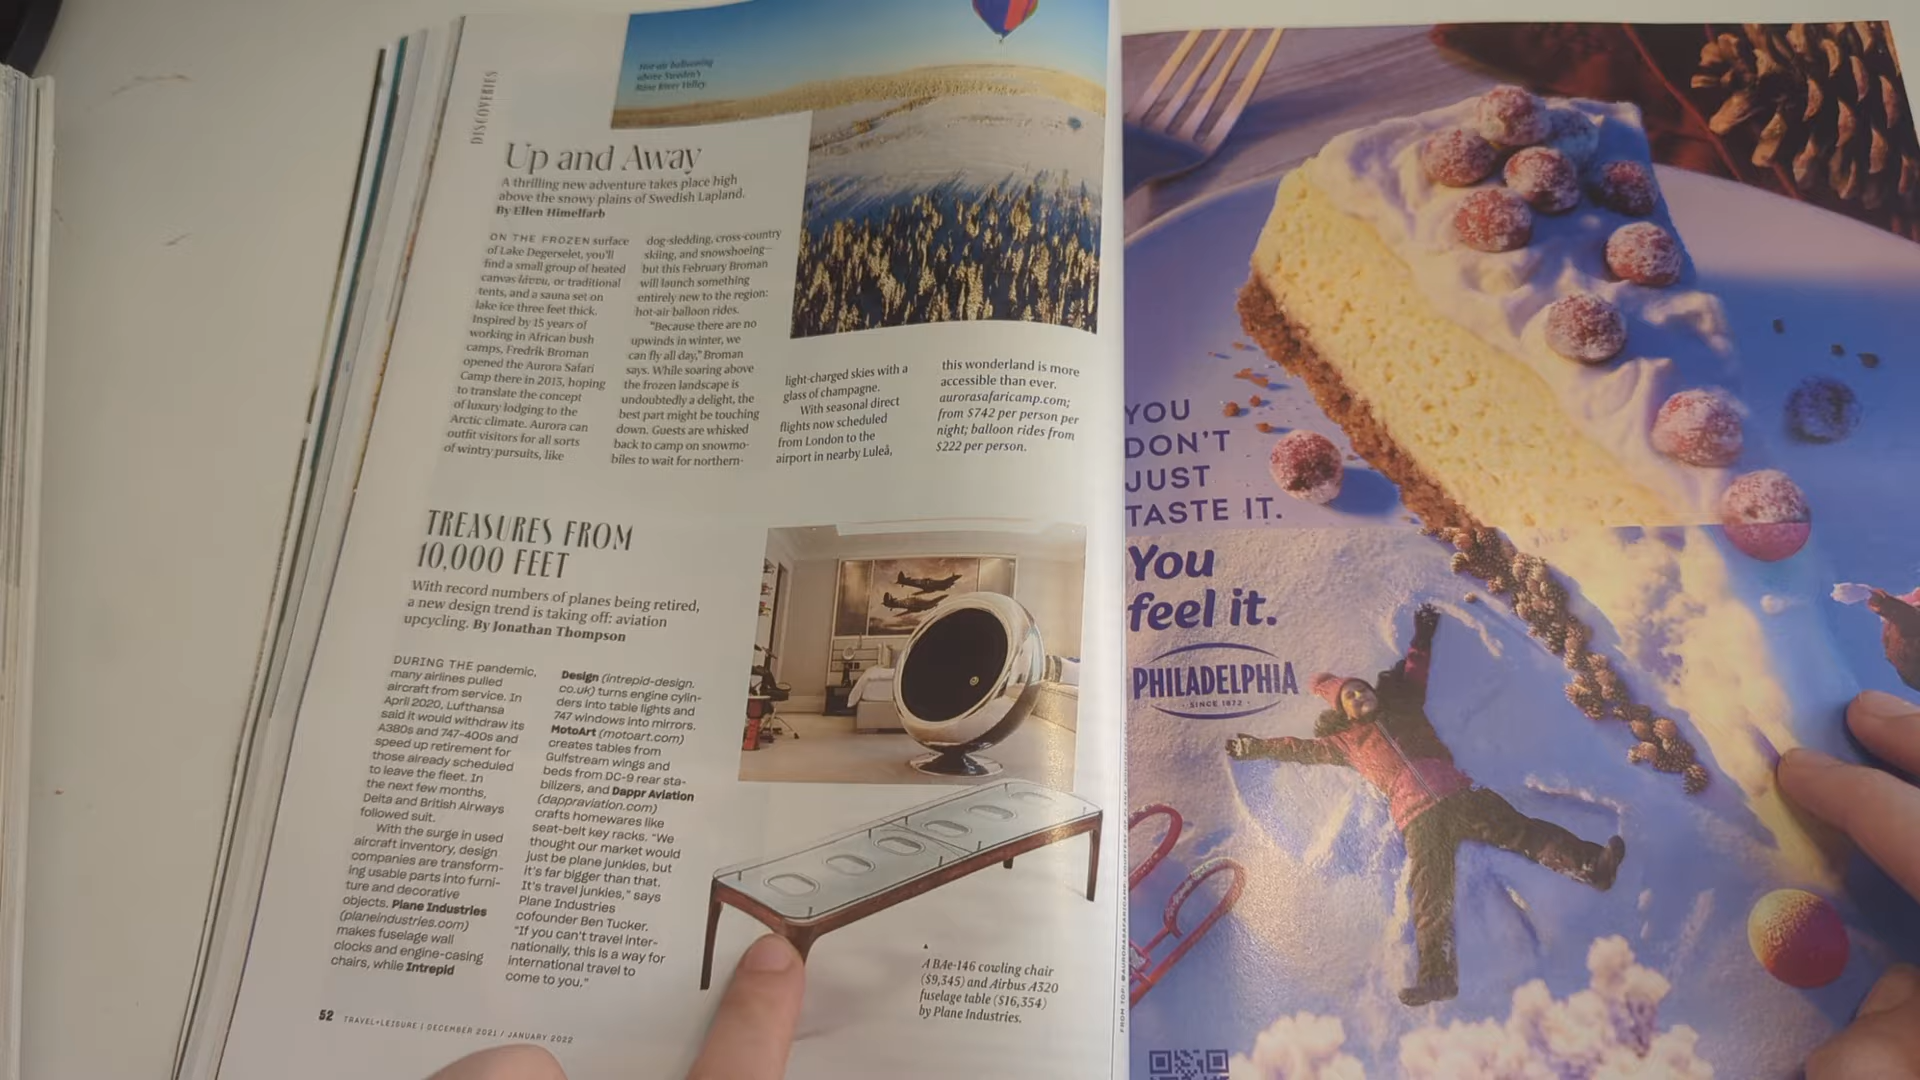 DISCOVERIES
Hot-air ballooning
above Sweden's
River Valley.
Up and Away
A thrilling new adventure takes place high
above the snowy plains of Swedish Lapland.
By Ellen Himelfarb
ON THE FROZEN surface
of Lake Degerselet, you'll
find a small group of heated
canvas lávvu, or traditional
tents, and a sauna set on
lake ice three feet thick.
Inspired by 15 years of
working in African bush
camps, Fredrik Broman
opened the Aurora Safari
Camp there in 2013, hoping
to translate the concept
of luxury lodging to the
Arctic climate. Aurora can
outfit visitors for all sorts
of wintry pursuits, like
dog-sledding, cross-country
skiing, and snowshoeing—
but this February Broman
will launch something
entirely new to the region:
hot-air balloon rides.
"Because there are no
upwinds in winter, we
can fly all day," Broman
says. While soaring above
the frozen landscape is
undoubtedly a delight, the
best part might be touching
down. Guests are whisked
back to camp on snowmo-
biles to wait for northern-
light-charged skies with a
glass of champagne.
With seasonal direct
flights now scheduled
from London to the
airport in nearby Luleå,
this wonderland is more
accessible than ever.
aurorasafaricamp.com;
from $742 per person per
night; balloon rides from
$222 per person.
TREASURES FROM
10,000 FEET
With record numbers of planes being retired,
a new design trend is taking off: aviation
upcycling. By Jonathan Thompson
DURING THE pandemic,
many airlines pulled
aircraft from service. In
April 2020, Lufthansa
said it would withdraw its
A380s and 747-400s and
speed up retirement for
those already scheduled
to leave the fleet. In
the next few months,
Delta and British Airways
followed suit.
With the surge in used
aircraft inventory, design
companies are transform-
ing usable parts into furni-
ture and decorative
objects. Plane Industries
(planeindustries.com)
makes fuselage wall
clocks and engine-casing
chairs, while Intrepid
Design (intrepid-design.
co.uk) turns engine cylin-
ders into table lights and
747 windows into mirrors.
MotoArt (motoart.com)
creates tables from
Gulfstream wings and
beds from DC-9 rear sta-
bilizers, and Dappr Aviation
(dappraviation.com)
crafts homewares like
seat-belt key racks. "We
thought our market would
just be plane junkies, but
it's far bigger than that.
It's travel junkies," says
Plane Industries
cofounder Ben Tucker.
"If you can't travel inter-
nationally, this is a way for
international travel to
come to you."
A BAe-146 cowling chair
($9,345) and Airbus A320
fuselage table ($16,354)
by Plane Industries.
52 TRAVEL+LEISURE | DECEMBER 2021 / JANUARY 2022
YOU
DON'T
JUST
TASTE IT.
You
feel it.
PHILADELPHIA
SINCE 1872